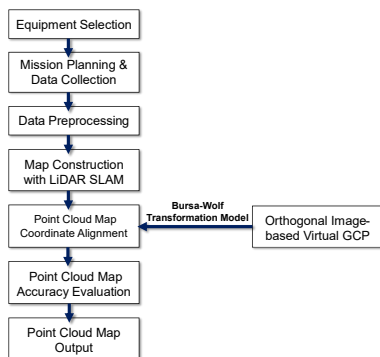 Equipment Selection
Mission Planning &
Data Collection
Data Preprocessing
Map Construction
with LiDAR SLAM
Bursa-Wolf
Transformation Model
Point Cloud Map
Coordinate Alignment
Orthogonal Image-
based Virtual GCP
Point Cloud Map
Accuracy Evaluation
Point Cloud Map
Output